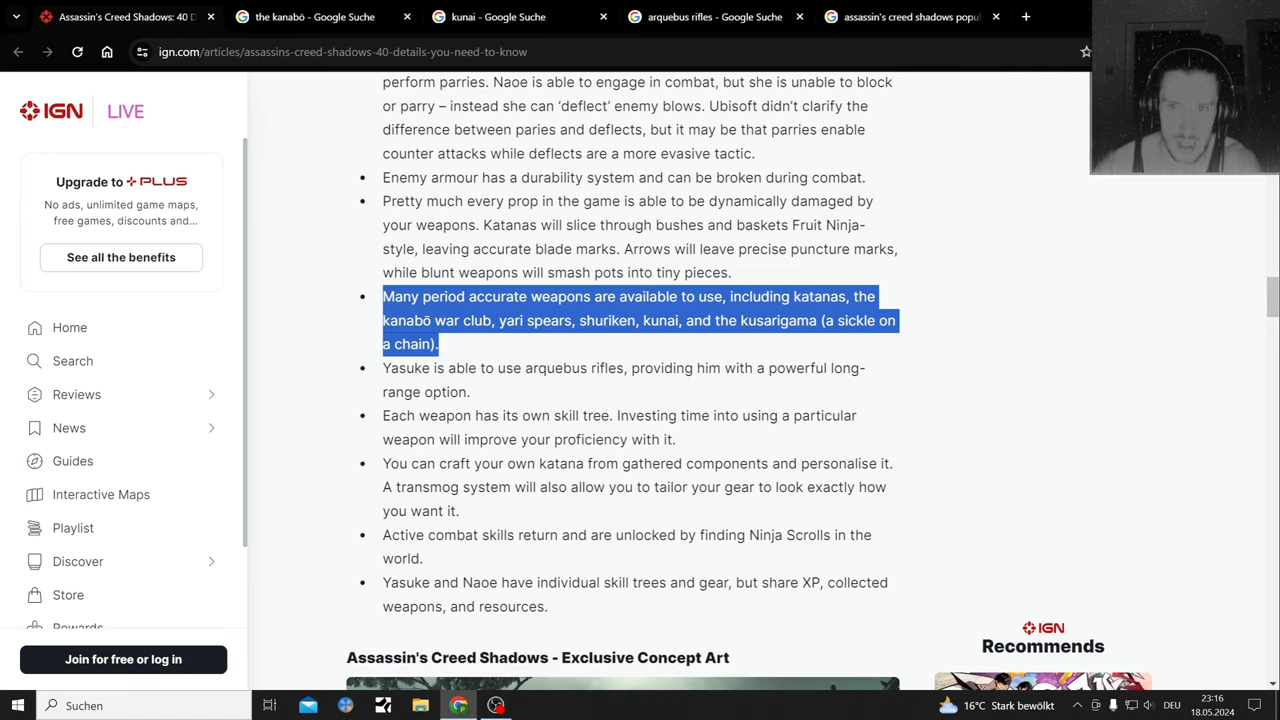 Assassin's Creed Shadows: 40 D
the kanabō - Google Suche
kunai - Google Suche
arquebus rifles - Google Suche
assassin's creed shadows popu
ign.com/articles/assassins-creed-shadows-40-details-you-need-to-know
IGN LIVE
Upgrade to PLUS
No ads, unlimited game maps,
free games, discounts and...
See all the benefits
Home
Search
Reviews
News
Guides
Interactive Maps
Playlist
Discover
Store
Rewards
Join for free or log in
perform parries. Naoe is able to engage in combat, but she is unable to block
or parry – instead she can ‘deflect’ enemy blows. Ubisoft didn’t clarify the
difference between paries and deflects, but it may be that parries enable
counter attacks while deflects are a more evasive tactic.
• Enemy armour has a durability system and can be broken during combat.
• Pretty much every prop in the game is able to be dynamically damaged by
your weapons. Katanas will slice through bushes and baskets Fruit Ninja-
style, leaving accurate blade marks. Arrows will leave precise puncture marks,
while blunt weapons will smash pots into tiny pieces.
• Many period accurate weapons are available to use, including katanas, the
kanabō war club, yari spears, shuriken, kunai, and the kusarigama (a sickle on
a chain).
• Yasuke is able to use arquebus rifles, providing him with a powerful long-
range option.
• Each weapon has its own skill tree. Investing time into using a particular
weapon will improve your proficiency with it.
• You can craft your own katana from gathered components and personalise it.
A transmog system will also allow you to tailor your gear to look exactly how
you want it.
• Active combat skills return and are unlocked by finding Ninja Scrolls in the
world.
• Yasuke and Naoe have individual skill trees and gear, but share XP, collected
weapons, and resources.
Assassin's Creed Shadows - Exclusive Concept Art
IGN
Recommends
Suchen
16°C Stark bewölkt
DEU
23:16
18.05.2024